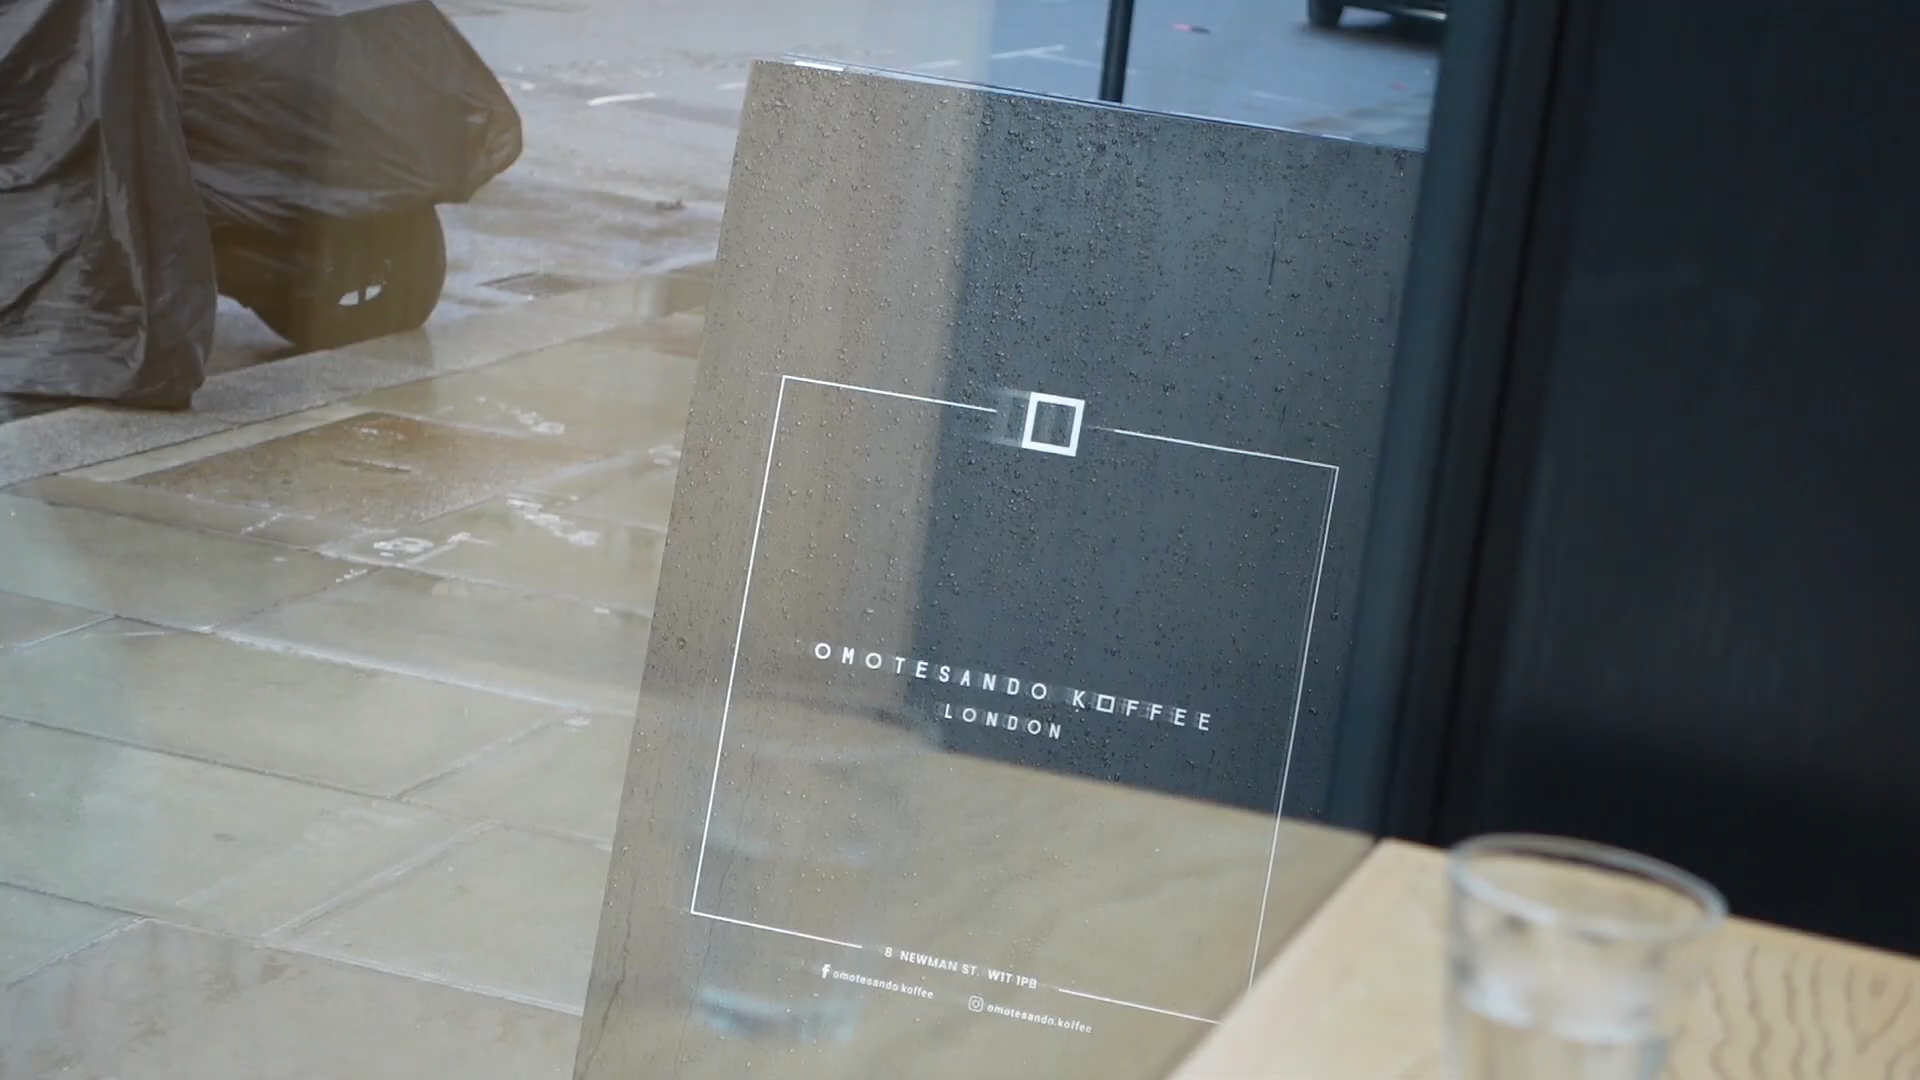 OMOTESANDO KOFFEE
LONDON
8 NEWMAN ST. W1T 1PB
omotesando koffee
omotesando.koffee